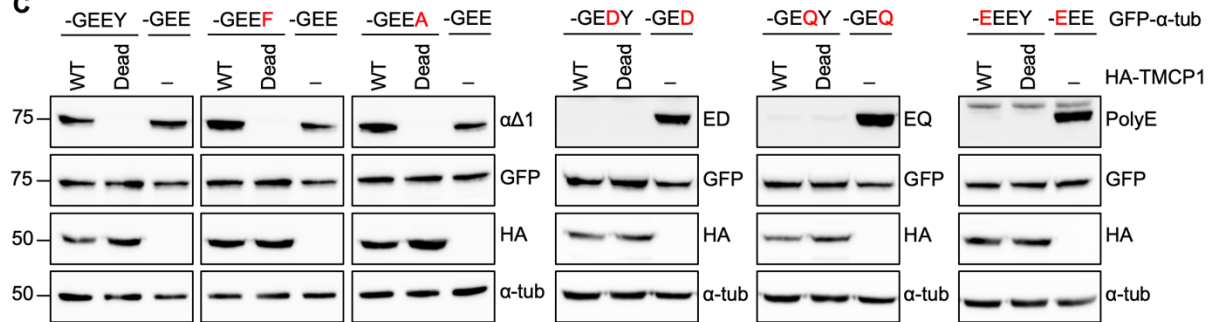 C
-GEEY -GEE -GEEF -GEE -GEEA -GEE -GEDY -GED -GEQY -GEQ -EEEY -EEE GFP-α-tub
WT Dead – WT Dead – WT Dead – WT Dead – WT Dead – WT Dead – HA-TMCP1
75 αΔ1 ED EQ PolyE
75 GFP GFP GFP GFP
50 HA HA HA HA
50 α-tub α-tub α-tub α-tub